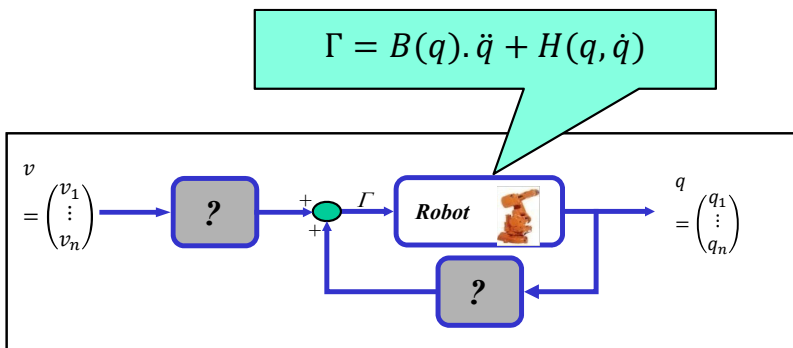 Γ = B(q). q̈ + H(q, q̇)
v
= (v₁ ⋮ vₙ)
?
+
+
Γ
Robot
q
= (q₁ ⋮ qₙ)
?